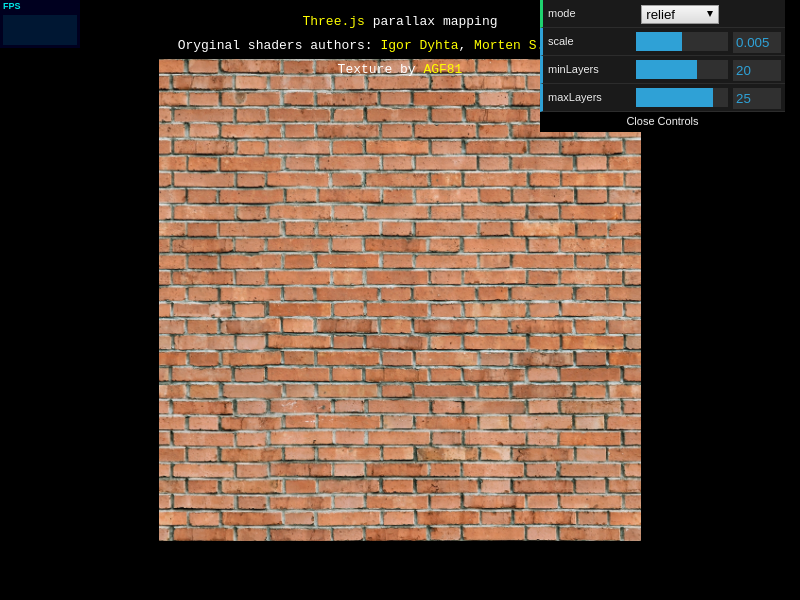 FPS
Three.js parallax mapping
Oryginal shaders authors: Igor Dyhta, Morten S.
Texture by AGF81
mode relief
scale 0.005
minLayers 20
maxLayers 25
Close Controls